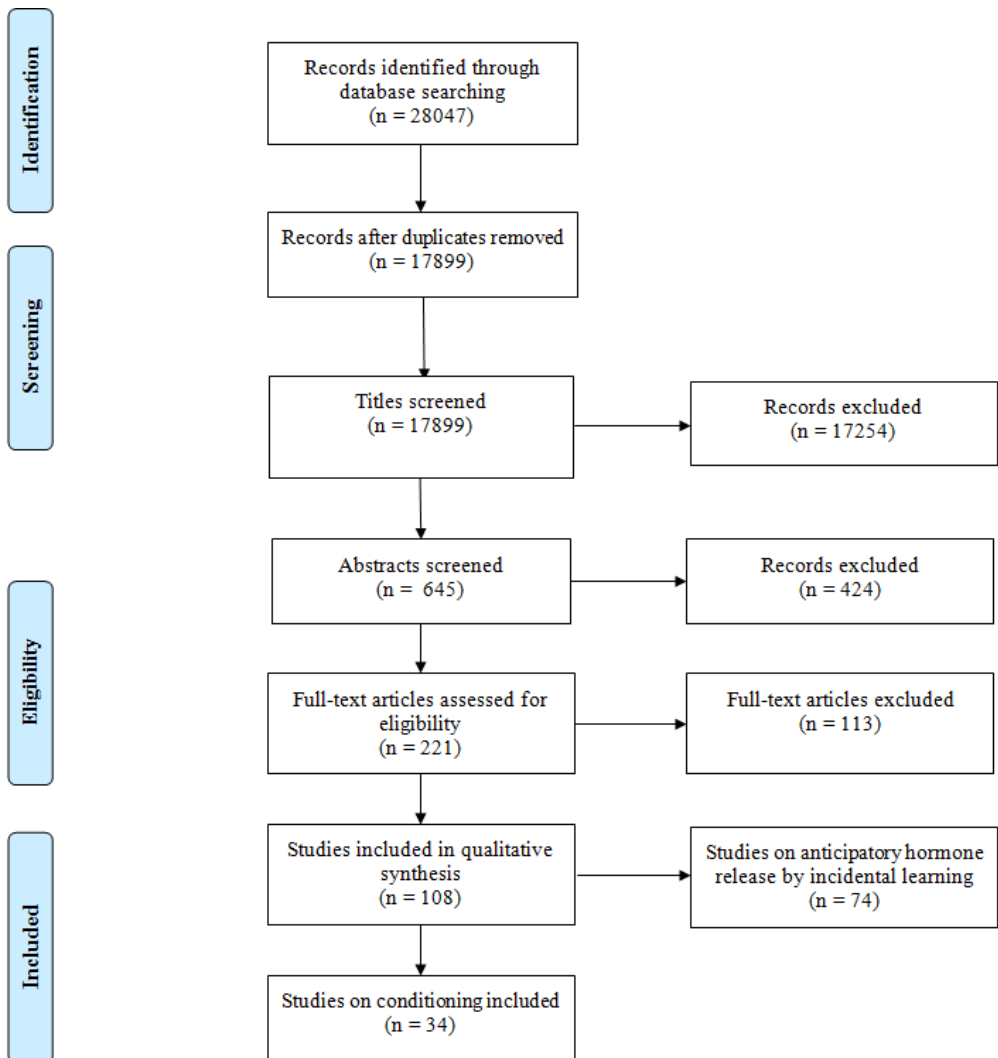 Identification
Records identified through
database searching
(n = 28047)
Records after duplicates removed
(n = 17899)
Screening
Titles screened
(n = 17899)
Records excluded
(n = 17254)
Abstracts screened
(n =  645)
Records excluded
(n = 424)
Eligibility
Full-text articles assessed for
eligibility
(n = 221)
Full-text articles excluded
(n = 113)
Included
Studies included in qualitative
synthesis
(n = 108)
Studies on anticipatory hormone
release by incidental learning
(n = 74)
Studies on conditioning included
(n = 34)